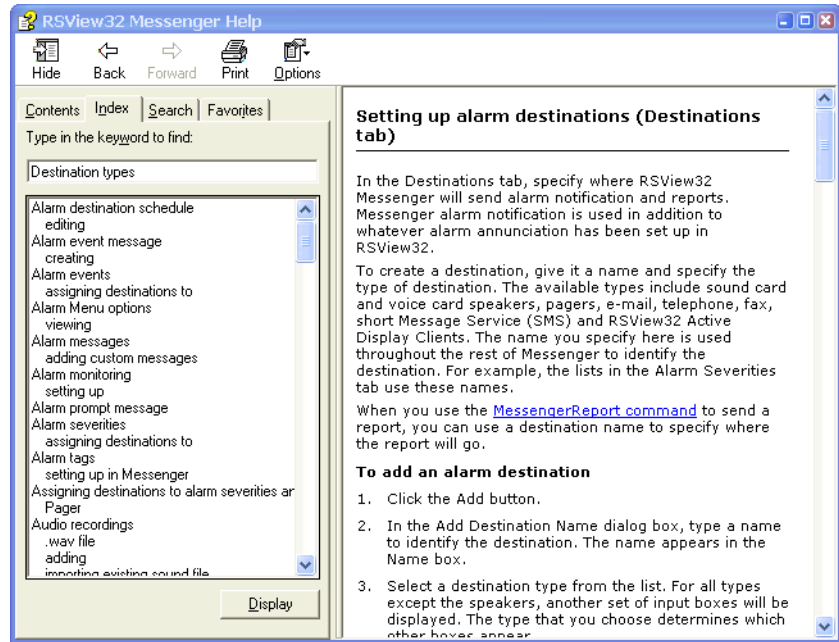 RSView32 Messenger Help
Hide Back Forward Print Options
Contents Index Search Favorites
Type in the keyword to find:
Destination types
Alarm destination schedule
editing
Alarm event message
creating
Alarm events
assigning destinations to
Alarm Menu options
viewing
Alarm messages
adding custom messages
Alarm monitoring
setting up
Alarm prompt message
Alarm severities
assigning destinations to
Alarm tags
setting up in Messenger
Assigning destinations to alarm severities ar
Pager
Audio recordings
.wav file
adding
importing existing sound file
Display
Setting up alarm destinations (Destinations
tab)
In the Destinations tab, specify where RSView32
Messenger will send alarm notification and reports.
Messenger alarm notification is used in addition to
whatever alarm annunciation has been set up in
RSView32.
To create a destination, give it a name and specify the
type of destination. The available types include sound card
and voice card speakers, pagers, e-mail, telephone, fax,
short Message Service (SMS) and RSView32 Active
Display Clients. The name you specify here is used
throughout the rest of Messenger to identify the
destination. For example, the lists in the Alarm Severities
tab use these names.
When you use the MessengerReport command to send a
report, you can use a destination name to specify where
the report will go.
To add an alarm destination
1. Click the Add button.
2. In the Add Destination Name dialog box, type a name
to identify the destination. The name appears in the
Name box.
3. Select a destination type from the list. For all types
except the speakers, another set of input boxes will be
displayed. The type that you choose determines which
other boxes appear.